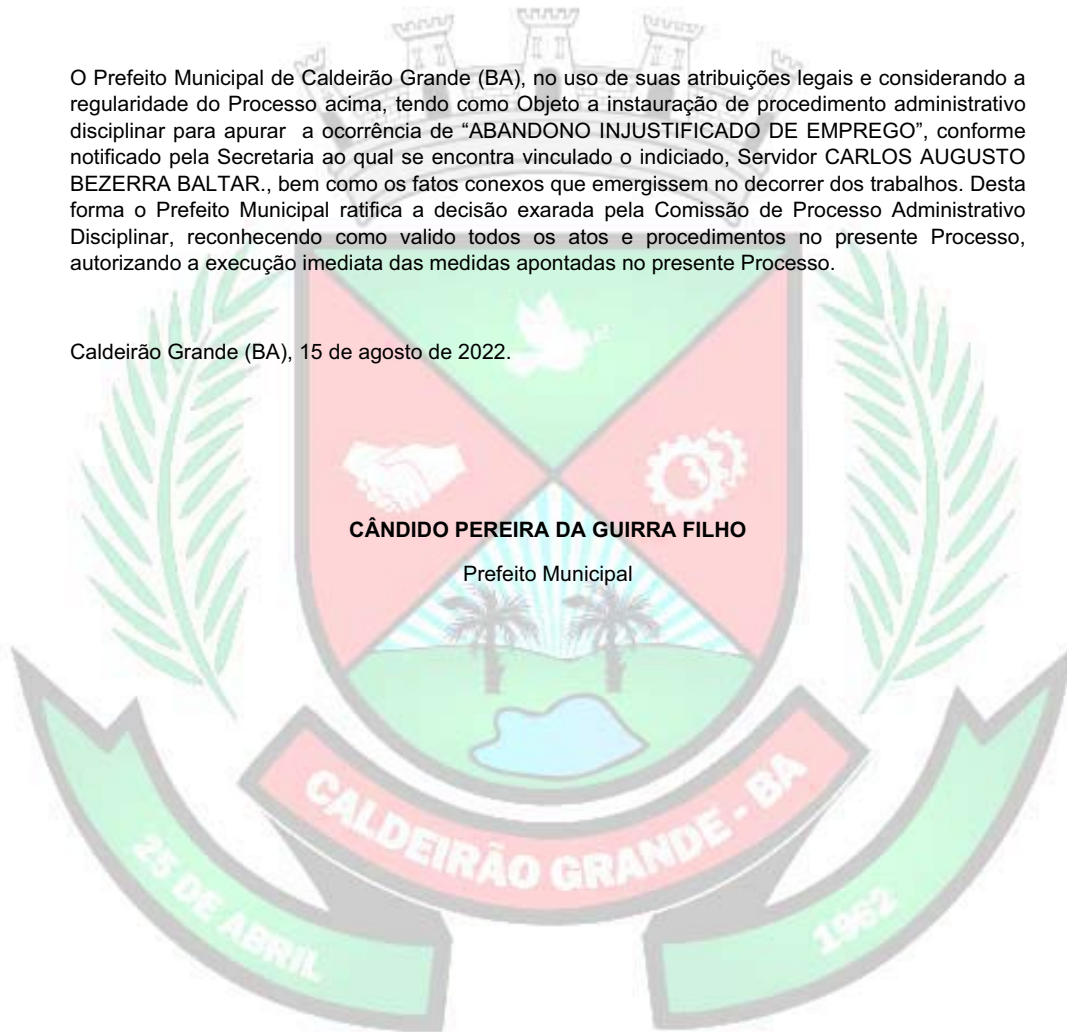 O Prefeito Municipal de Caldeirão Grande (BA), no uso de suas atribuições legais e considerando a
regularidade do Processo acima, tendo como Objeto a instauração de procedimento administrativo
disciplinar para apurar a ocorrência de “ABANDONO INJUSTIFICADO DE EMPREGO”, conforme
notificado pela Secretaria ao qual se encontra vinculado o indiciado, Servidor CARLOS AUGUSTO
BEZERRA BALTAR., bem como os fatos conexos que emergissem no decorrer dos trabalhos. Desta
forma o Prefeito Municipal ratifica a decisão exarada pela Comissão de Processo Administrativo
Disciplinar, reconhecendo como valido todos os atos e procedimentos no presente Processo,
autorizando a execução imediata das medidas apontadas no presente Processo.
Caldeirão Grande (BA), 15 de agosto de 2022.
CÂNDIDO PEREIRA DA GUIRRA FILHO
Prefeito Municipal
CALDEIRÃO GRANDE - BA
25 DE ABRIL
1962